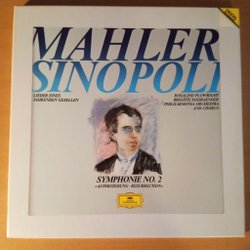 MAHLER
SINOPOLI
LIEDER EINES
FAHRENDEN GESELLEN
ROSALIND PLOWRIGHT
BRIGITTE FASSBAENDER
PHILHARMONIA ORCHESTRA
AND CHORUS
SYMPHONIE NO. 2
»AUFERSTEHUNG · RESURRECTION«